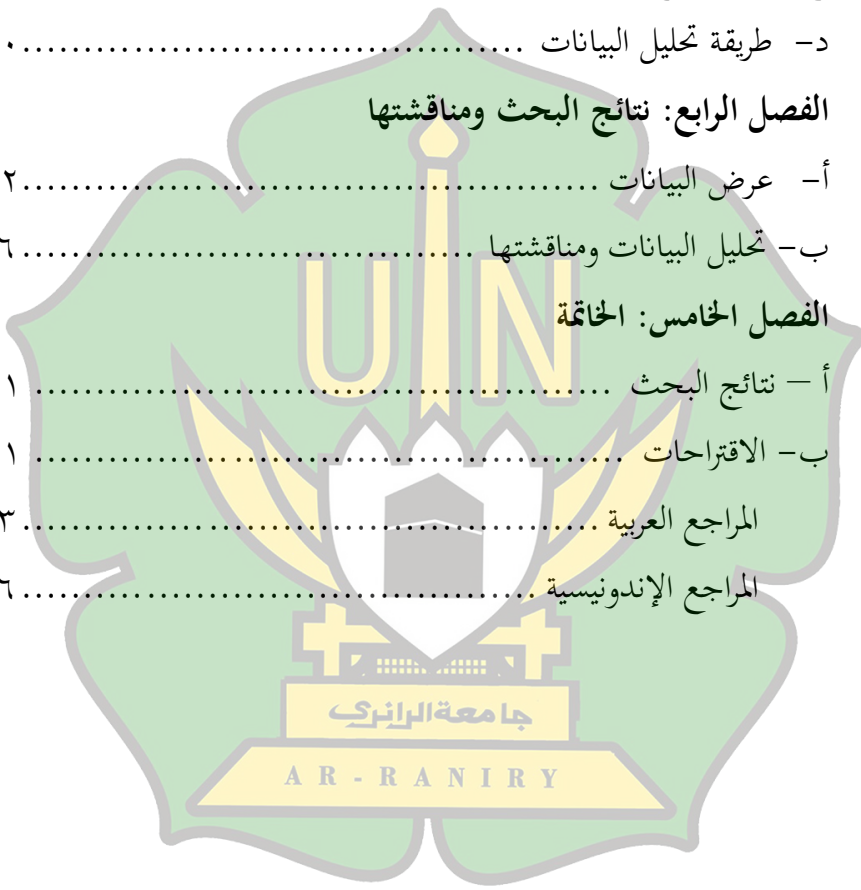 د- طريقة تحليل البيانات ....................................... ٠
الفصل الرابع: نتائج البحث ومناقشتها
أ- عرض البيانات ................................................ ٢
ب- تحليل البيانات ومناقشتها ..................................... ٦
الفصل الخامس: الخاتمة
أ – نتائج البحث ................................................ ١
ب- الاقتراحات ................................................. ١
المراجع العربية ................................................ ٣
المراجع الإندونيسية .......................................... ٦
UIN
جامعة الرانري
AR-RANIRY